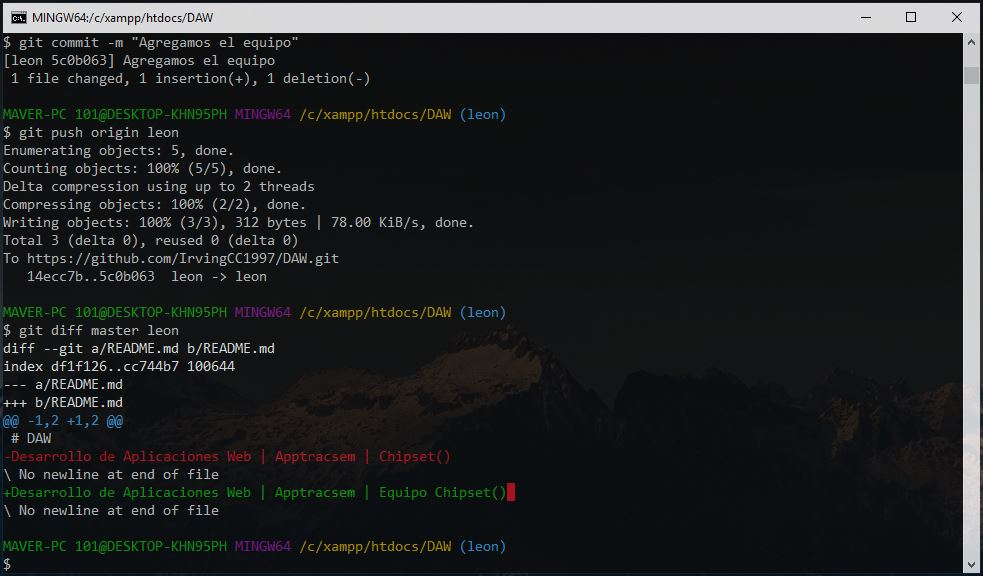 MINGW64:/c/xampp/htdocs/DAW
$ git commit -m "Agregamos el equipo"
[leon 5c0b063] Agregamos el equipo
 1 file changed, 1 insertion(+), 1 deletion(-)
MAVER-PC 101@DESKTOP-KHN95PH MINGW64 /c/xampp/htdocs/DAW (leon)
$ git push origin leon
Enumerating objects: 5, done.
Counting objects: 100% (5/5), done.
Delta compression using up to 2 threads
Compressing objects: 100% (2/2), done.
Writing objects: 100% (3/3), 312 bytes | 78.00 KiB/s, done.
Total 3 (delta 0), reused 0 (delta 0)
To https://github.com/IrvingCC1997/DAW.git
   14ecc7b..5c0b063  leon -> leon
MAVER-PC 101@DESKTOP-KHN95PH MINGW64 /c/xampp/htdocs/DAW (leon)
$ git diff master leon
diff --git a/README.md b/README.md
index df1f126..cc744b7 100644
--- a/README.md
+++ b/README.md
@@ -1,2 +1,2 @@
 # DAW
-Desarrollo de Aplicaciones Web | Apptracsem | Chipset()
\ No newline at end of file
+Desarrollo de Aplicaciones Web | Apptracsem | Equipo Chipset()
\ No newline at end of file
MAVER-PC 101@DESKTOP-KHN95PH MINGW64 /c/xampp/htdocs/DAW (leon)
$